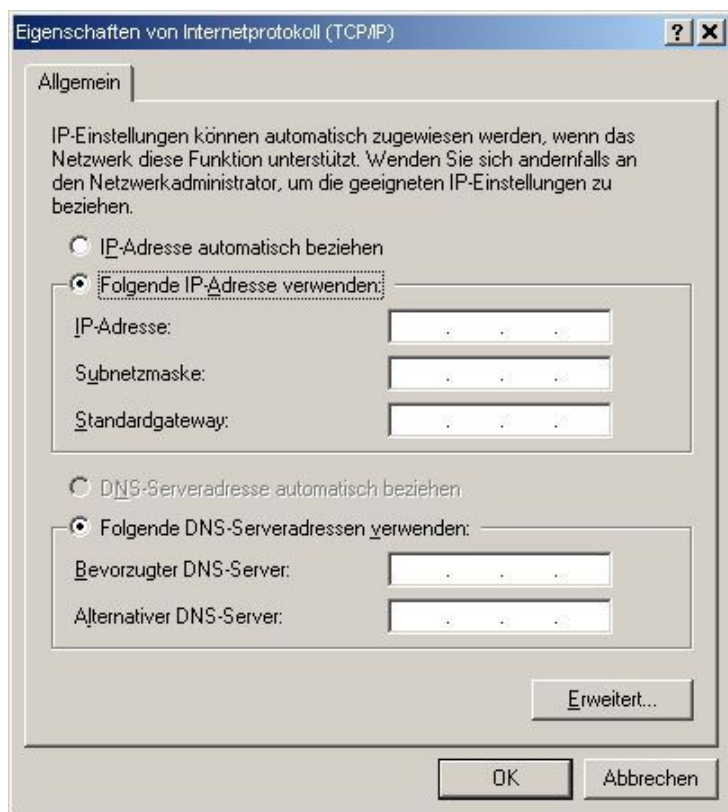 Eigenschaften von Internetprotokoll (TCP/IP)
Allgemein
IP-Einstellungen können automatisch zugewiesen werden, wenn das
Netzwerk diese Funktion unterstützt. Wenden Sie sich andernfalls an
den Netzwerkadministrator, um die geeigneten IP-Einstellungen zu
beziehen.
IP-Adresse automatisch beziehen
Folgende IP-Adresse verwenden:
IP-Adresse:
Subnetzmaske:
Standardgateway:
DNS-Serveradresse automatisch beziehen
Folgende DNS-Serveradressen verwenden:
Bevorzugter DNS-Server:
Alternativer DNS-Server:
Erweitert...
OK Abbrechen